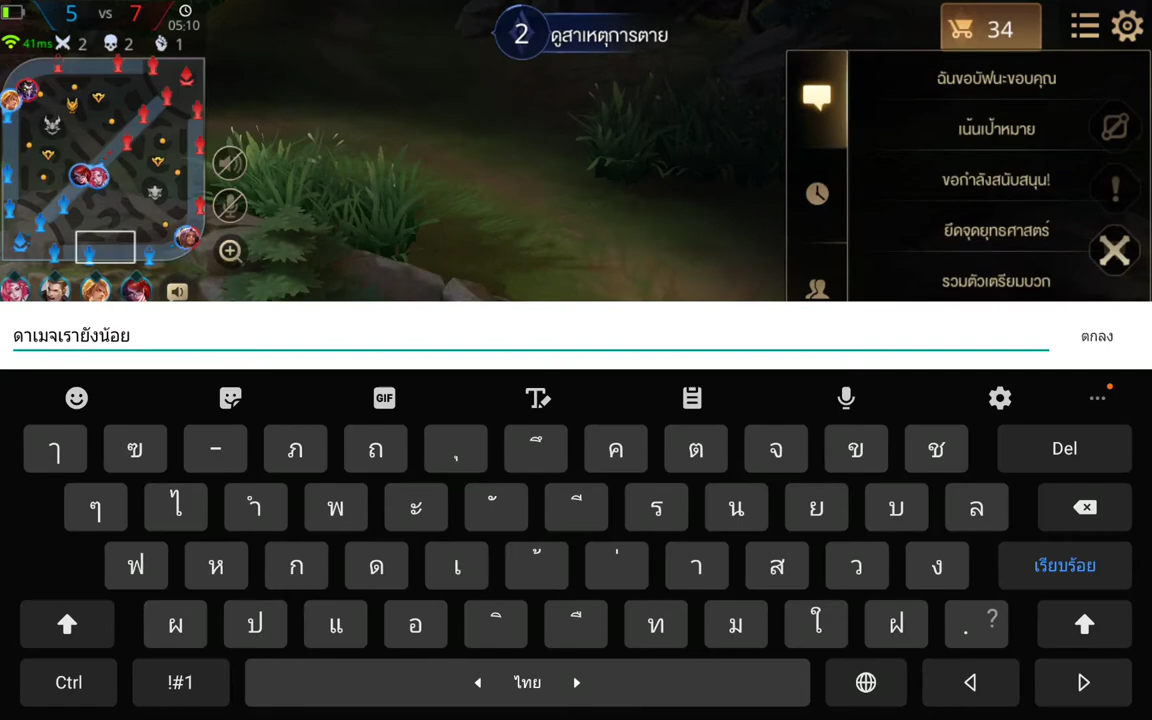 5 vs 7
05:10
41ms 2 2 1
2 ดูสาเหตุการตาย
34
ฉันขอบัฟนะขอบคุณ
เน้นเป้าหมาย
ขอกำลังสนับสนุน!
ยึดจุดยุทธศาสตร์
รวมตัวเตรียมบวก
ดาเมจเรายังน้อย
ตกลง
GIF
ๅ ฃ - ภ ถ ุ ึ ค ต จ ข ช Del
ๆ ไ ำ พ ะ ั ี ร น ย บ ล
ฟ ห ก ด เ ้ ่ า ส ว ง เรียบร้อย
ผ ป แ อ ิ ื ท ม ใ ฝ . ?
Ctrl !#1 ไทย